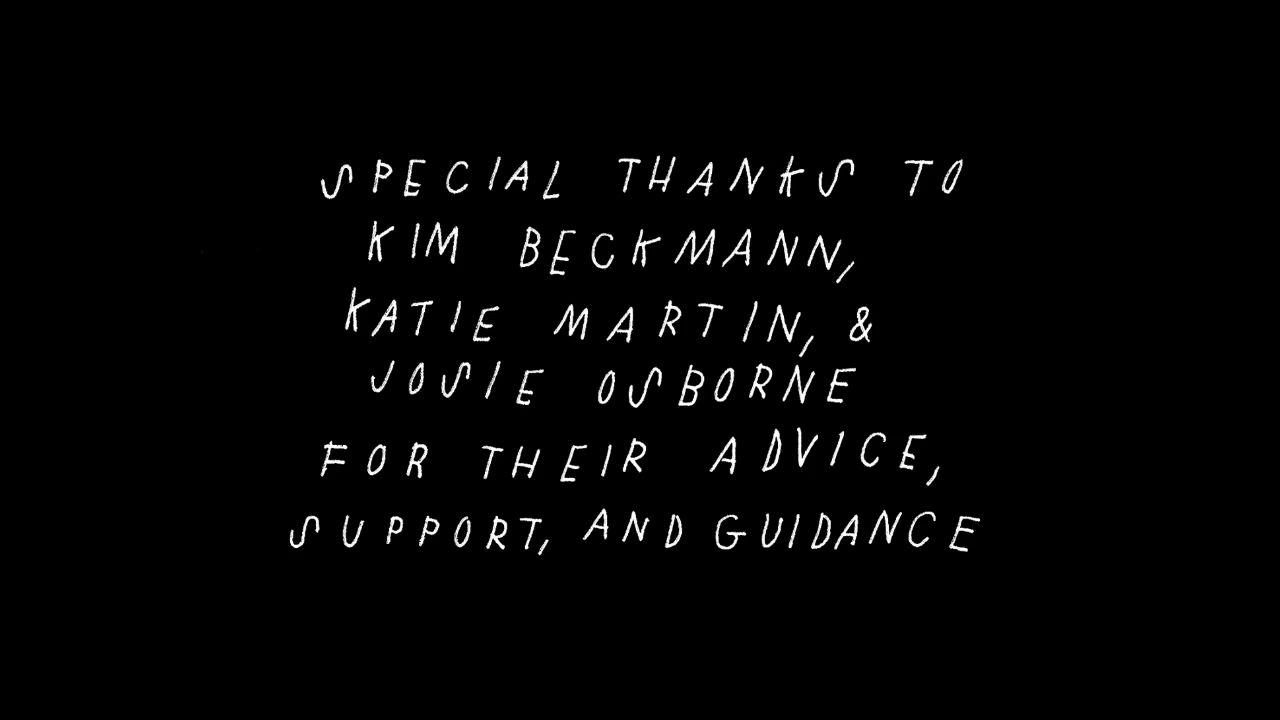 SPECIAL THANKS TO
KIM BECKMANN,
KATIE MARTIN, &
JOSIE OSBORNE
FOR THEIR ADVICE,
SUPPORT, AND GUIDANCE